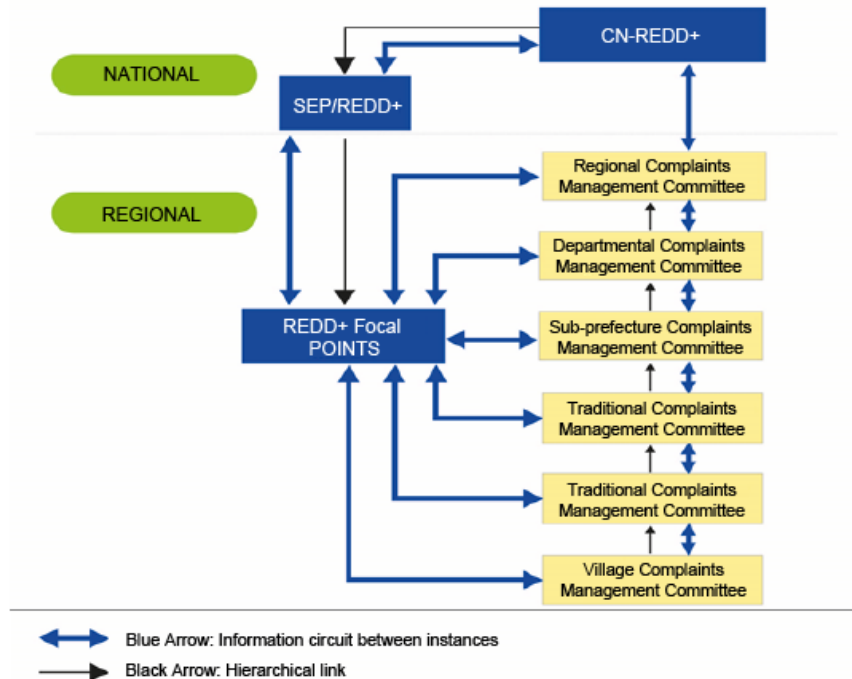 CN-REDD+
NATIONAL
SEP/REDD+
Regional Complaints
Management Committee
REGIONAL
Departmental Complaints
Management Committee
REDD+ Focal
POINTS
Sub-prefecture Complaints
Management Committee
Traditional Complaints
Management Committee
Traditional Complaints
Management Committee
Village Complaints
Management Committee
Blue Arrow: Information circuit between instances
Black Arrow: Hierarchical link